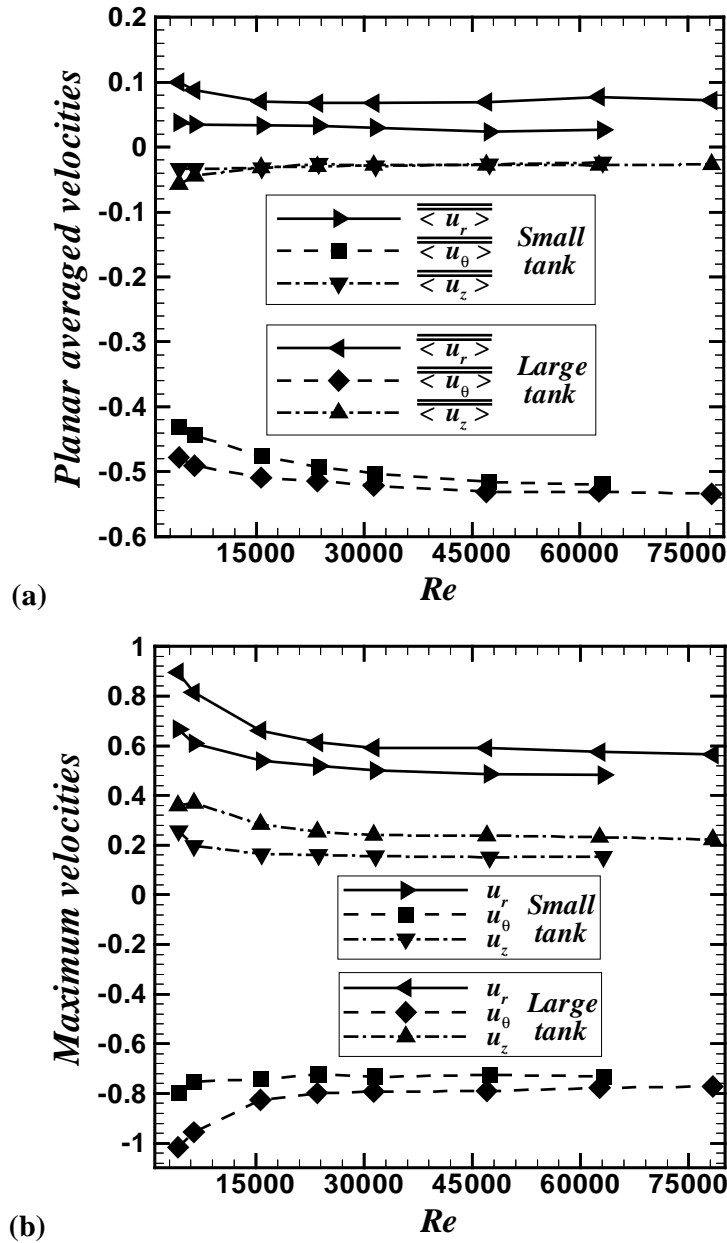 Planar averaged velocities
0.2
0.1
0
-0.1
-0.2
-0.3
-0.4
-0.5
-0.6
< u_r >
< u_θ >
< u_z >
Small
tank
< u_r >
< u_θ >
< u_z >
Large
tank
15000 30000 45000 60000 75000
Re
(a)
Maximum velocities
1
0.8
0.6
0.4
0.2
0
-0.2
-0.4
-0.6
-0.8
-1
u_r
u_θ
u_z
Small
tank
u_r
u_θ
u_z
Large
tank
15000 30000 45000 60000 75000
Re
(b)